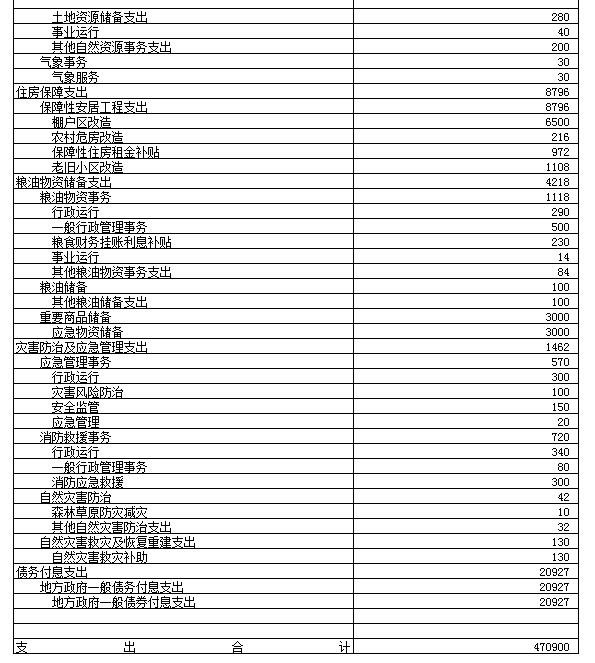 土地资源储备支出 280
事业运行 40
其他自然资源事务支出 200
气象事务 30
气象服务 30
住房保障支出 8796
保障性安居工程支出 8796
棚户区改造 6500
农村危房改造 216
保障性住房租金补贴 972
老旧小区改造 1108
粮油物资储备支出 4218
粮油物资事务 1118
行政运行 290
一般行政管理事务 500
粮食财务挂账利息补贴 230
事业运行 14
其他粮油物资事务支出 84
粮油储备 100
其他粮油储备支出 100
重要商品储备 3000
应急物资储备 3000
灾害防治及应急管理支出 1462
应急管理事务 570
行政运行 300
灾害风险防治 100
安全监管 150
应急管理 20
消防救援事务 720
行政运行 340
一般行政管理事务 80
消防应急救援 300
自然灾害防治 42
森林草原防灾减灾 10
其他自然灾害防治支出 32
自然灾害救灾及恢复重建支出 130
自然灾害救灾补助 130
债务付息支出 20927
地方政府一般债务付息支出 20927
地方政府一般债券付息支出 20927
支出合计 470900